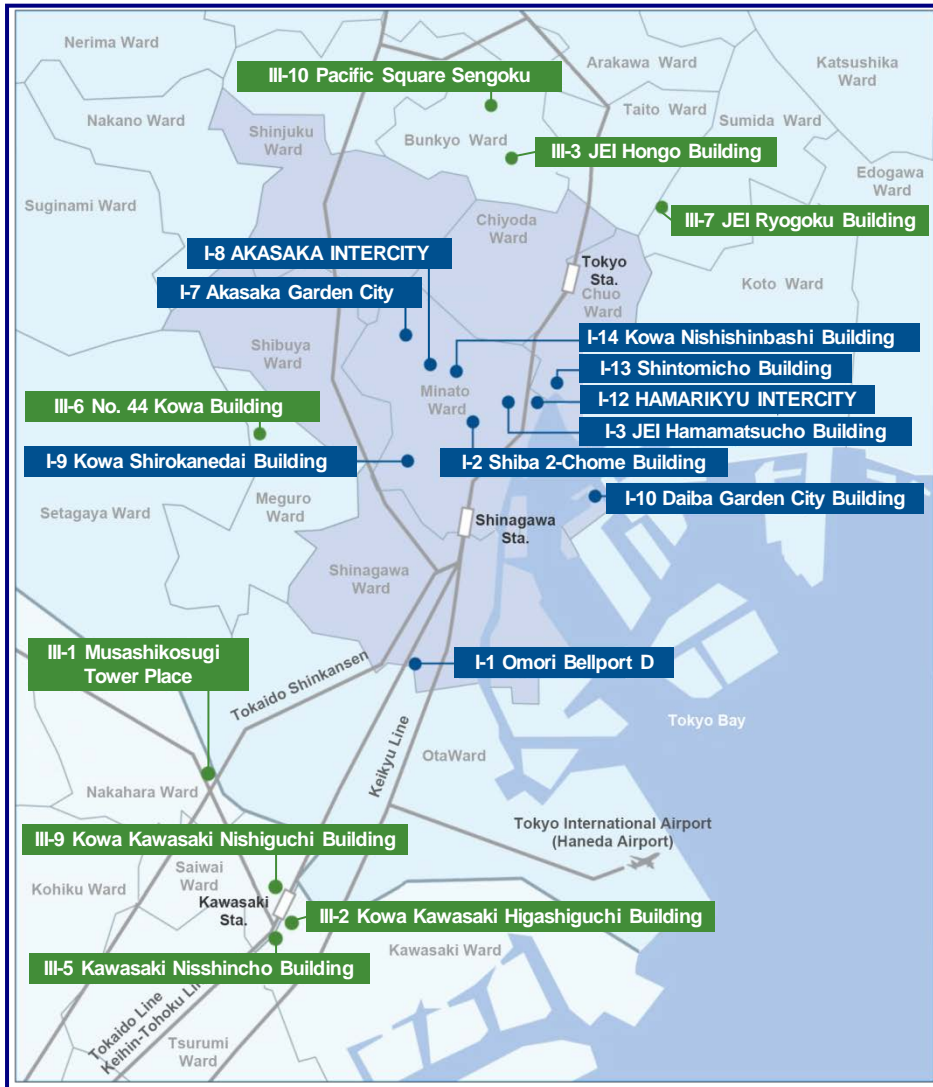 Nerima Ward
III-10 Pacific Square Sengoku
Arakawa Ward
Katsushika
Ward
Nakano Ward
Shinjuku
Ward
Bunkyo Ward
Taito Ward
Sumida Ward
III-3 JEI Hongo Building
Edogawa
Ward
Suginami Ward
Chiyoda
Ward
III-7 JEI Ryogoku Building
I-8 AKASAKA INTERCITY
Tokyo
Sta.
I-7 Akasaka Garden City
Chuo
Ward
Koto Ward
Shibuya
Ward
I-14 Kowa Nishishinbashi Building
I-13 Shintomicho Building
Minato
Ward
III-6 No. 44 Kowa Building
I-12 HAMARIKYU INTERCITY
I-3 JEI Hamamatsucho Building
I-9 Kowa Shirokanedai Building
I-2 Shiba 2-Chome Building
Meguro
Ward
I-10 Daiba Garden City Building
Setagaya Ward
Shinagawa
Sta.
Shinagawa
Ward
III-1 Musashikosugi
Tower Place
I-1 Omori Bellport D
Tokaido Shinkansen
Tokyo Bay
Keikyu Line
OtaWard
Nakahara Ward
Tokyo International Airport
(Haneda Airport)
III-9 Kowa Kawasaki Nishiguchi Building
Saiwai
Ward
Kohiku Ward
Kawasaki
Sta.
III-2 Kowa Kawasaki Higashiguchi Building
Kawasaki Ward
III-5 Kawasaki Nisshincho Building
Tokaido Line
Keihin-Tohoku Li
Tsurumi
Ward